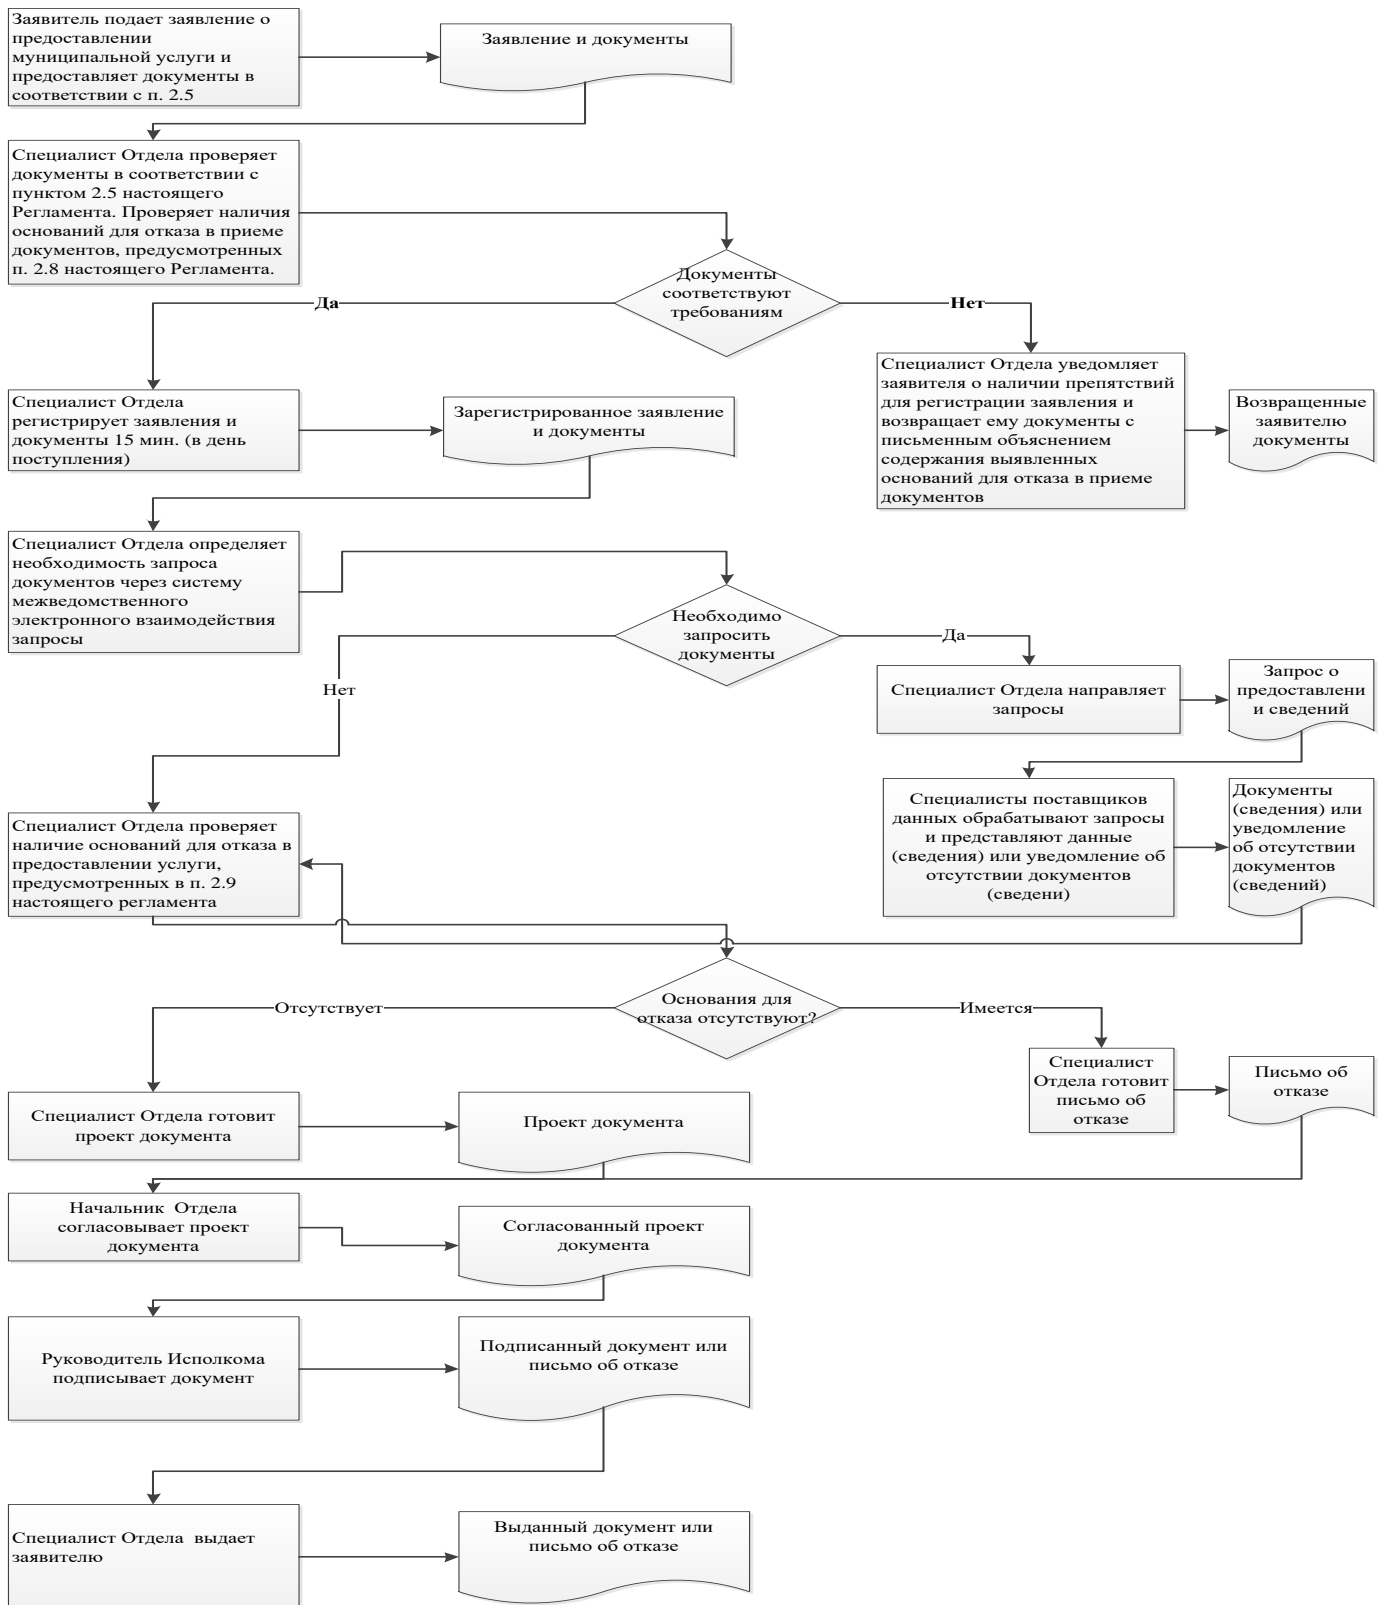 Заявитель подает заявление о
предоставлении
муниципальной услуги и
предоставляет документы в
соответствии с п. 2.5
Заявление и документы
Специалист Отдела проверяет
документы в соответствии с
пунктом 2.5 настоящего
Регламента. Проверяет наличия
оснований для отказа в приеме
документов, предусмотренных
п. 2.8 настоящего Регламента.
Документы
соответствуют
требованиям
Да
Нет
Специалист Отдела
регистрирует заявления и
документы 15 мин. (в день
поступления)
Зарегистрированное заявление
и документы
Специалист Отдела уведомляет
заявителя о наличии препятствий
для регистрации заявления и
возвращает ему документы с
письменным объяснением
содержания выявленных
оснований для отказа в приеме
документов
Возвращенные
заявителю
документы
Специалист Отдела определяет
необходимость запроса
документов через систему
межведомственного
электронного взаимодействия
запросы
Необходимо
запросить
документы
Да
Нет
Специалист Отдела направляет
запросы
Запрос о
предоставлени
и сведений
Специалисты поставщиков
данных обрабатывают запросы
и представляют данные
(сведения) или уведомление об
отсутствии документов
(сведени)
Документы
(сведения) или
уведомление
об отсутствии
документов
(сведений)
Специалист Отдела проверяет
наличие оснований для отказа в
предоставлении услуги,
предусмотренных в п. 2.9
настоящего регламента
Основания для
отказа отсутствуют?
Отсутствует
Имеется
Специалист
Отдела готовит
письмо об
отказе
Письмо об
отказе
Специалист Отдела готовит
проект документа
Проект документа
Начальник  Отдела
согласовывает проект
документа
Согласованный проект
документа
Руководитель Исполкома
подписывает документ
Подписанный документ или
письмо об отказе
Специалист Отдела  выдает
заявителю
Выданный документ или
письмо об отказе